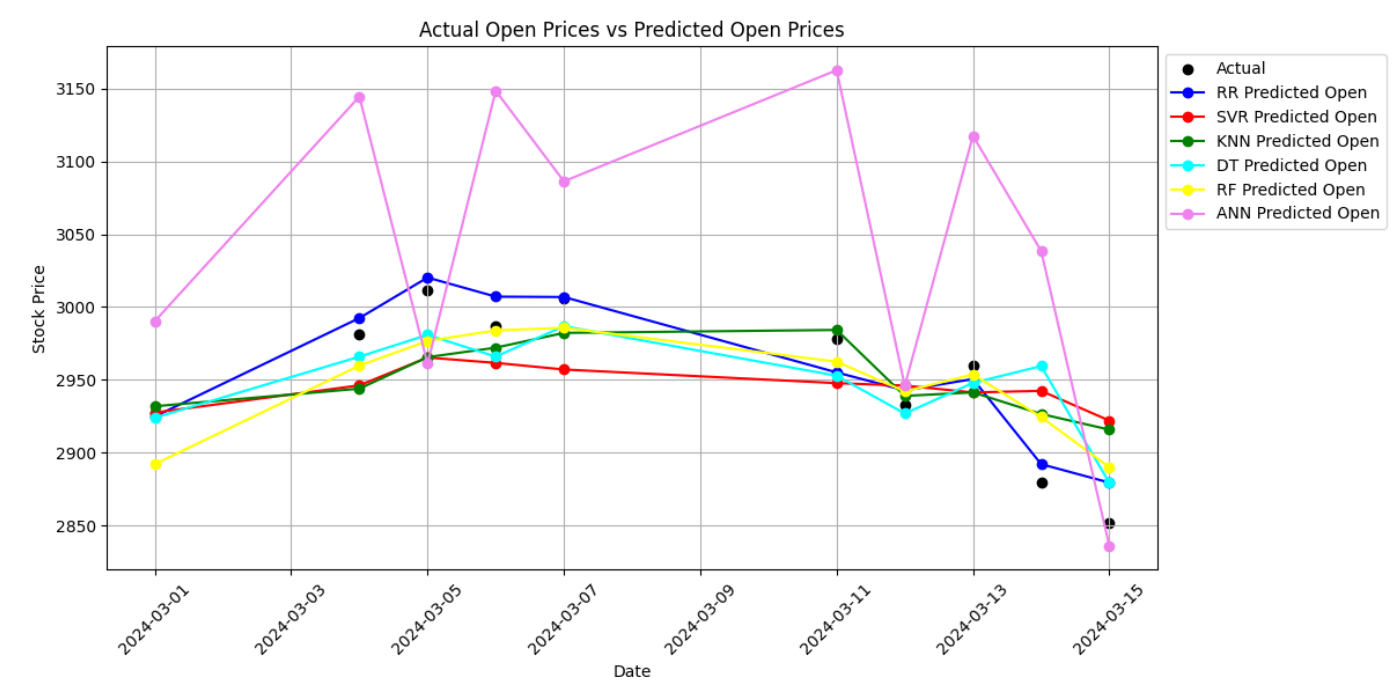 Actual Open Prices vs Predicted Open Prices
Stock Price
3150
3100
3050
3000
2950
2900
2850
2024-03-01
2024-03-03
2024-03-05
2024-03-07
2024-03-09
2024-03-11
2024-03-13
2024-03-15
Date
Actual
RR Predicted Open
SVR Predicted Open
KNN Predicted Open
DT Predicted Open
RF Predicted Open
ANN Predicted Open